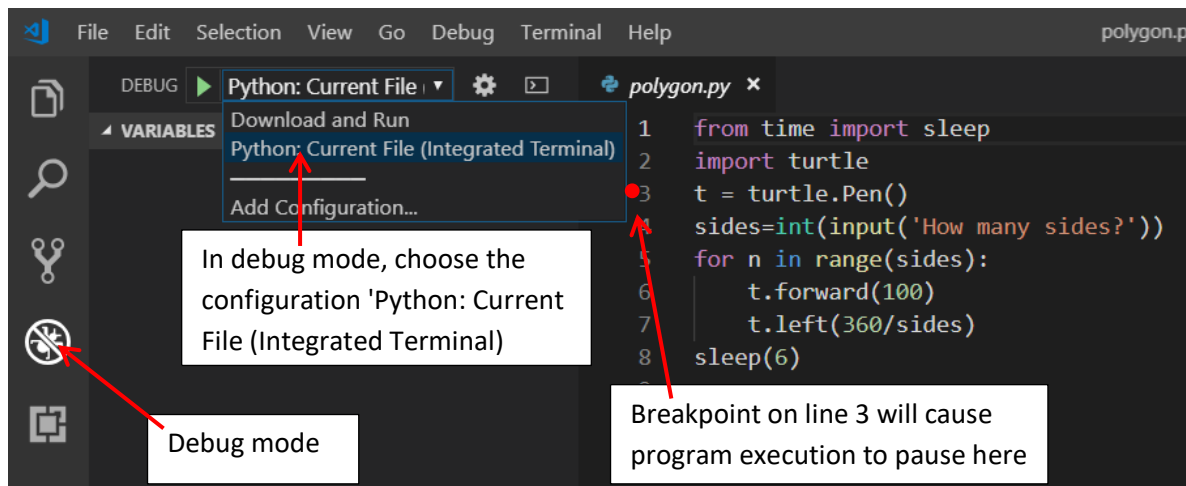 File Edit Selection View Go Debug Terminal Help polygon.p
DEBUG Python: Current File (
polygon.py ×
VARIABLES
Download and Run
Python: Current File (Integrated Terminal)
Add Configuration...
1 from time import sleep
2 import turtle
3 t = turtle.Pen()
4 sides=int(input('How many sides?'))
5 for n in range(sides):
6 t.forward(100)
7 t.left(360/sides)
8 sleep(6)
In debug mode, choose the
configuration 'Python: Current
File (Integrated Terminal)
Debug mode
Breakpoint on line 3 will cause
program execution to pause here